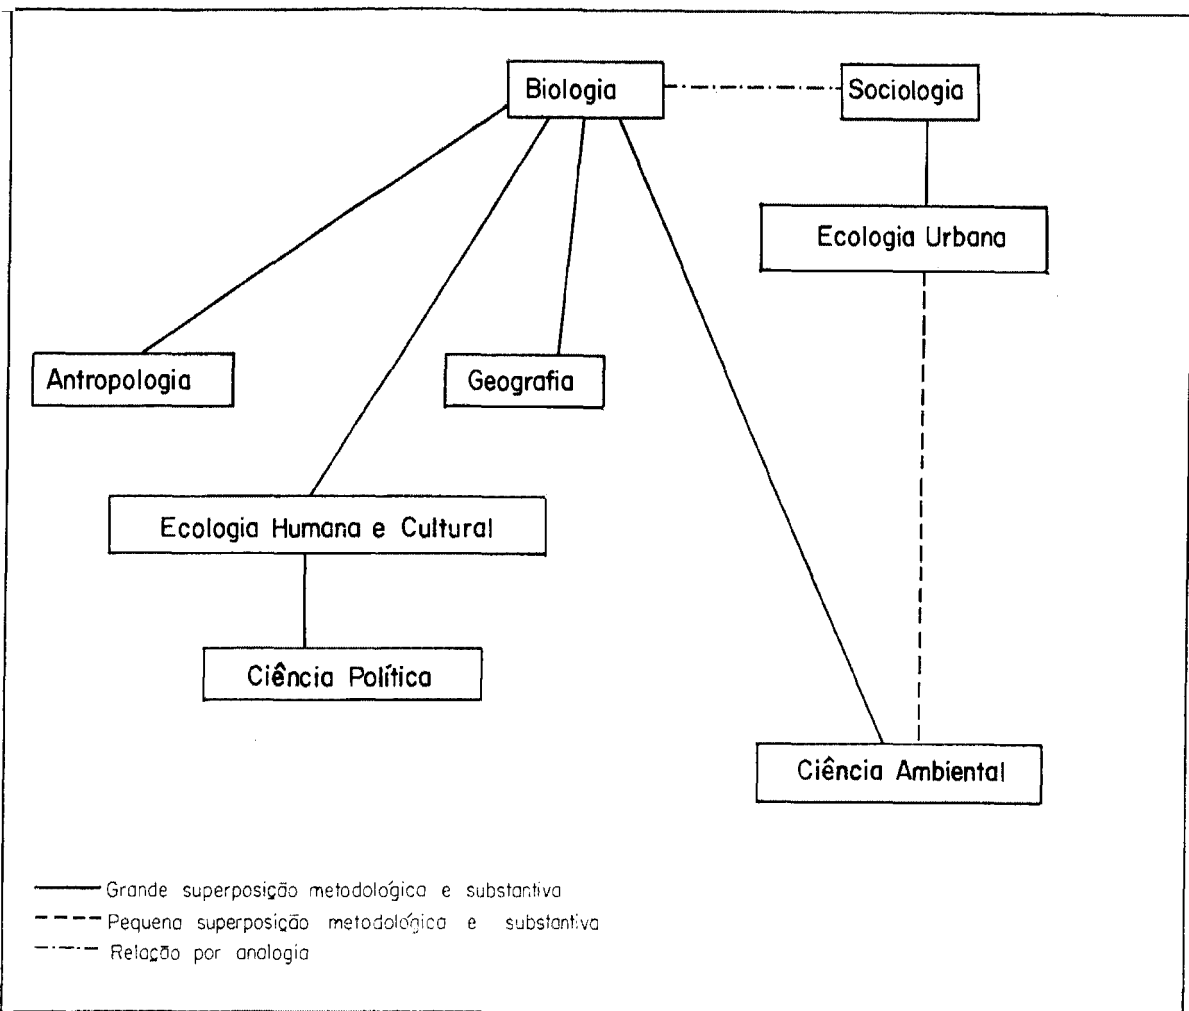 Biologia
Sociologia
Ecologia Urbana
Antropologia
Geografia
Ecologia Humana e Cultural
Ciência Política
Ciência Ambiental
Grande superposição metodológica e substantiva
Pequena superposição metodológica e substantiva
Relação por analogia